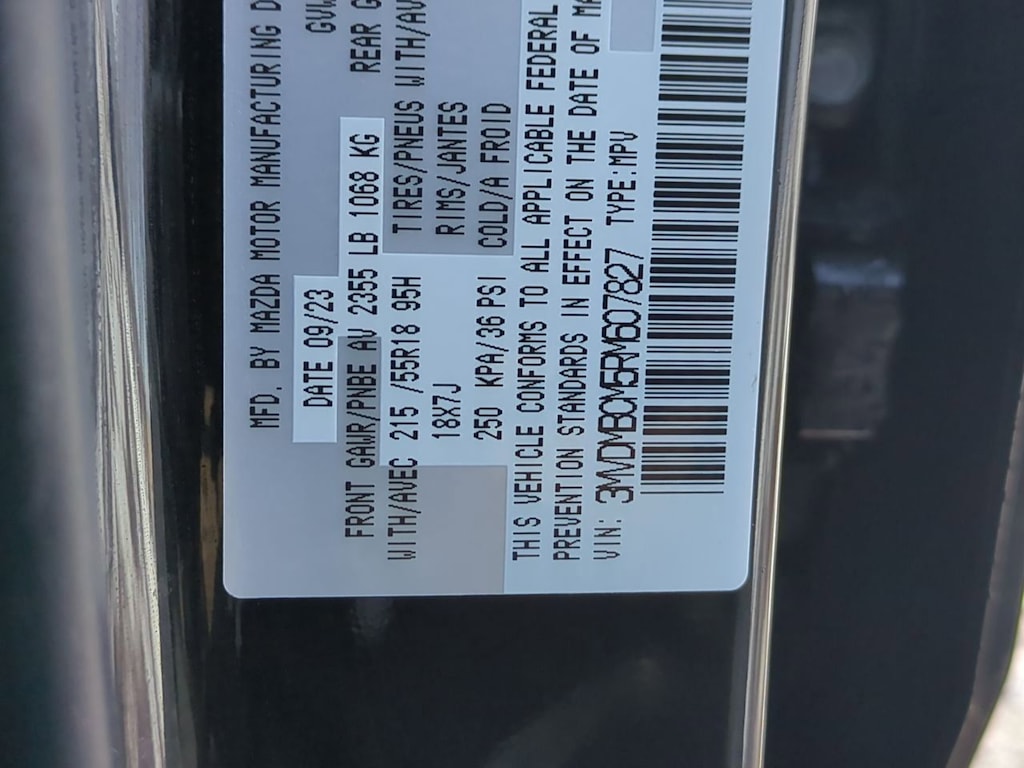 MFD. BY MAZDA MOTOR MANUFACTURING D
DATE 09/23 GVW
FRONT GAWR/PNBE AV 2355 LB 1068 KG REAR G
WITH/AVEC 215 /55R18 95H TIRES/PNEUS WITH/AV
18X7J RIMS/JANTES
250 KPA/36 PSI COLD/A FROID
THIS VEHICLE CONFORMS TO ALL APPLICABLE FEDERAL
PREVENTION STANDARDS IN EFFECT ON THE DATE OF MA
VIN: 3MVDMBCM5RM607827 TYPE:MPV